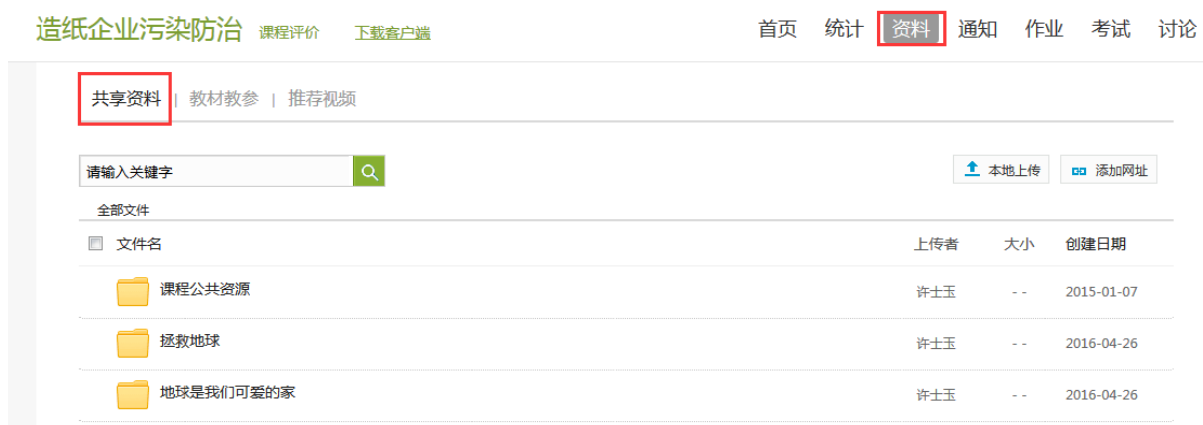 造纸企业污染防治 课程评价 下载客户端 首页 统计 资料 通知 作业 考试 讨论
共享资料 | 教材教参 | 推荐视频
请输入关键字 本地上传 添加网址
全部文件
文件名 上传者 大小 创建日期
课程公共资源 许士玉 - - 2015-01-07
拯救地球 许士玉 - - 2016-04-26
地球是我们可爱的家 许士玉 - - 2016-04-26